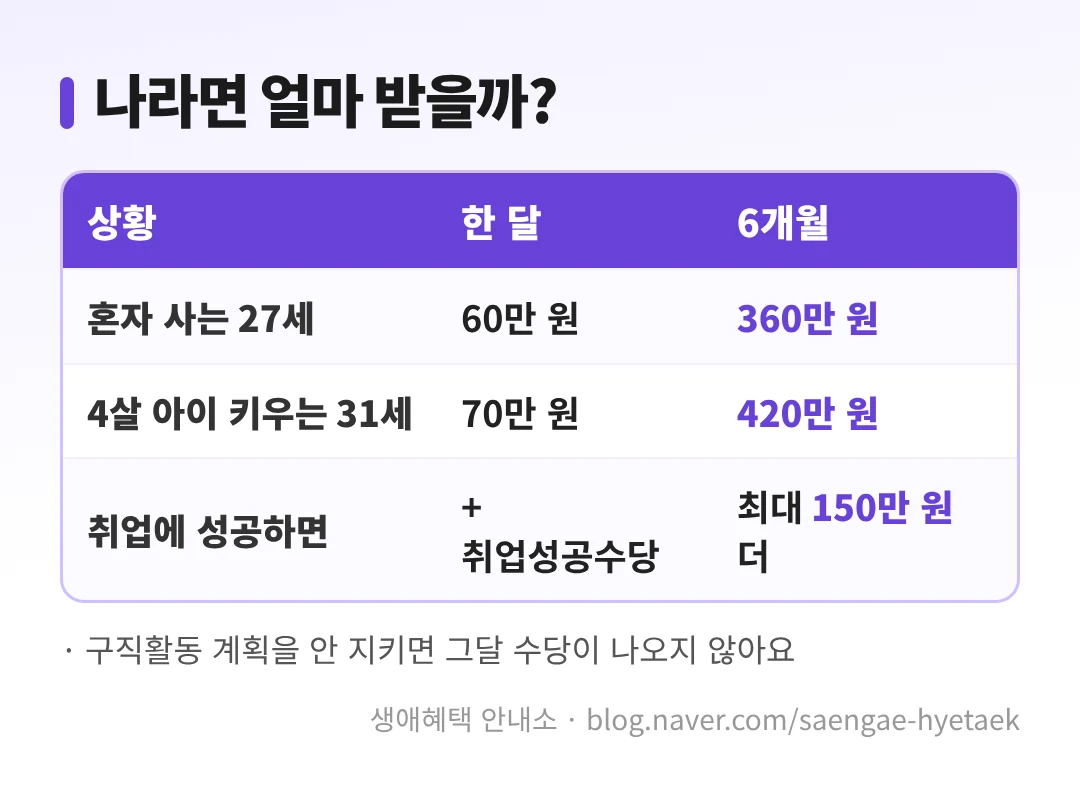 나라면 얼마 받을까?
상황 한 달 6개월
혼자 사는 27세 60만 원 360만 원
4살 아이 키우는 31세 70만 원 420만 원
취업에 성공하면 + 취업성공수당 최대 150만 원 더
· 구직활동 계획을 안 지키면 그달 수당이 나오지 않아요
생애혜택 안내소 · blog.naver.com/saengae-hyetaek